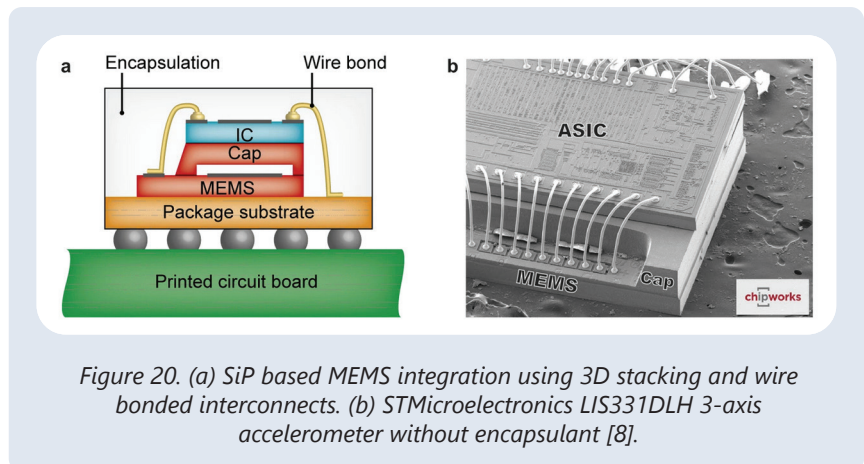 a
Encapsulation
Wire bond
IC
Cap
MEMS
Package substrate
Printed circuit board
b
ASIC
MEMS
Cap
chipworks
Figure 20. (a) SiP based MEMS integration using 3D stacking and wire
bonded interconnects. (b) STMicroelectronics LIS331DLH 3-axis
accelerometer without encapsulant [8].